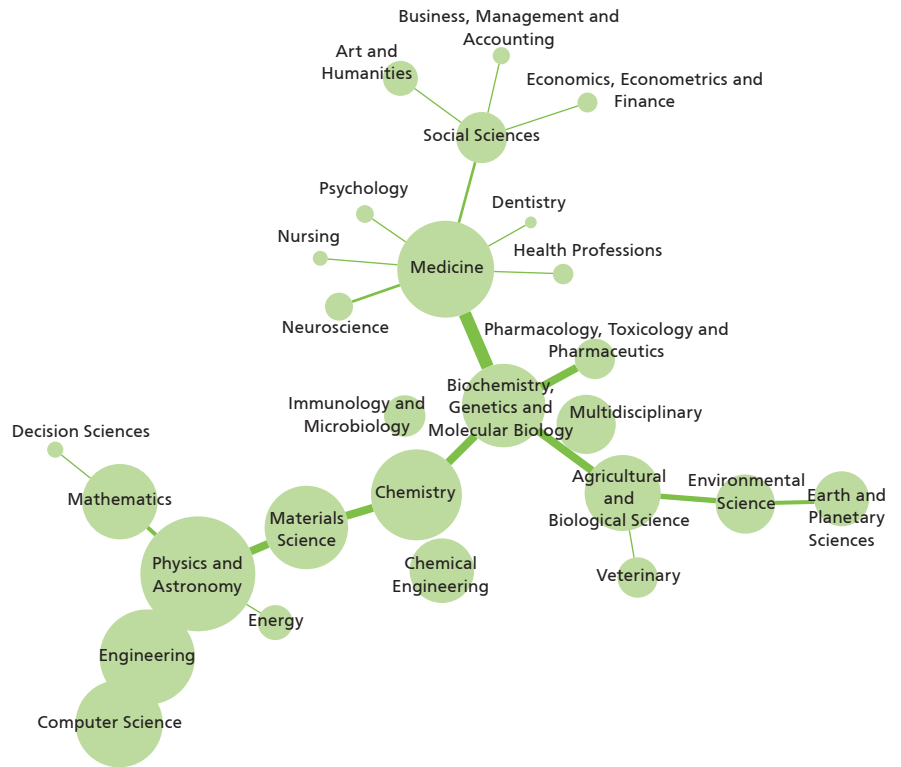 Business, Management and
Accounting
Art and
Humanities
Economics, Econometrics and
Finance
Social Sciences
Psychology
Dentistry
Nursing
Health Professions
Medicine
Neuroscience
Pharmacology, Toxicology and
Pharmaceutics
Biochemistry,
Genetics and
Molecular Biology
Immunology and
Microbiology
Multidisciplinary
Decision Sciences
Mathematics
Chemistry
Agricultural
and
Biological Science
Environmental
Science
Earth and
Planetary
Sciences
Materials
Science
Physics and
Astronomy
Chemical
Engineering
Veterinary
Energy
Engineering
Computer Science